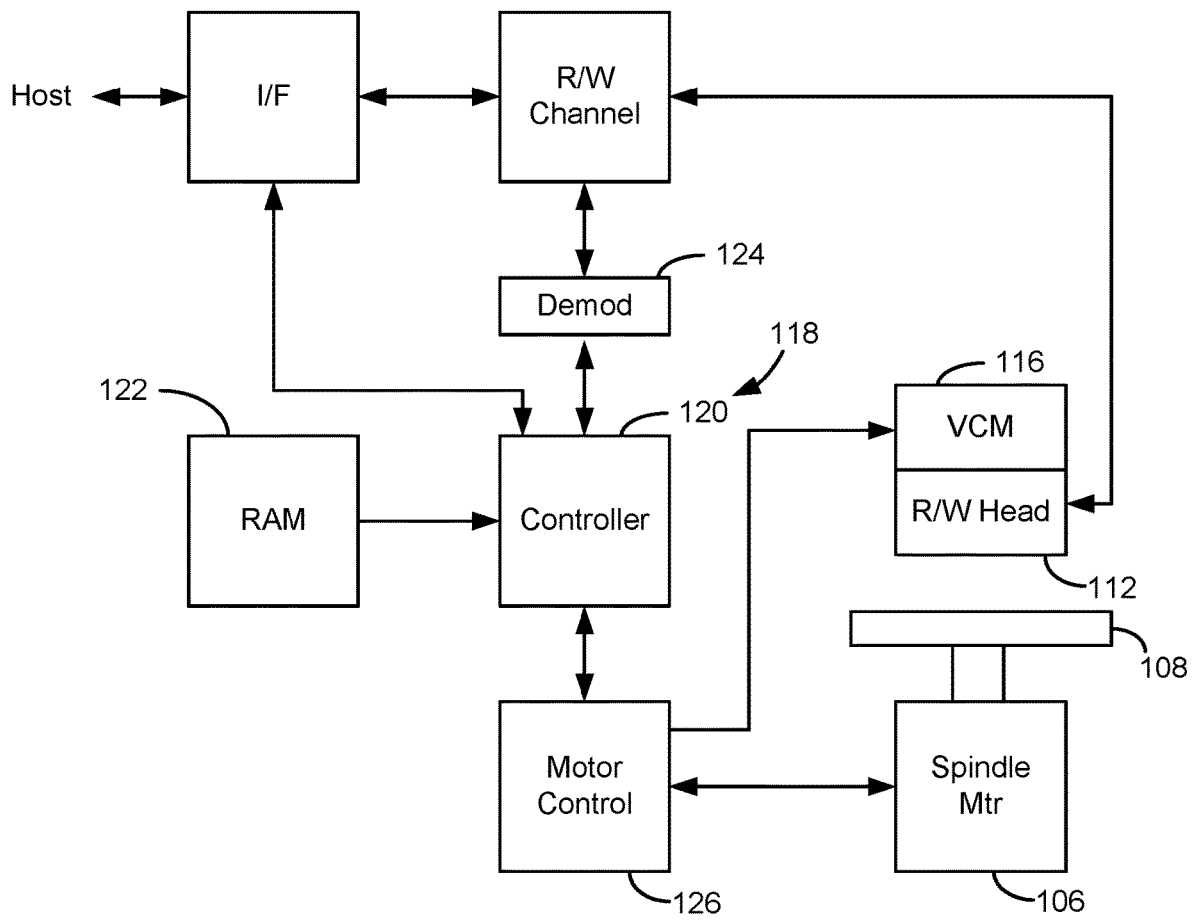 Host
I/F
R/W
Channel
124
Demod
118
122
120
116
VCM
RAM
Controller
R/W Head
112
108
Motor
Control
Spindle
Mtr
126
106